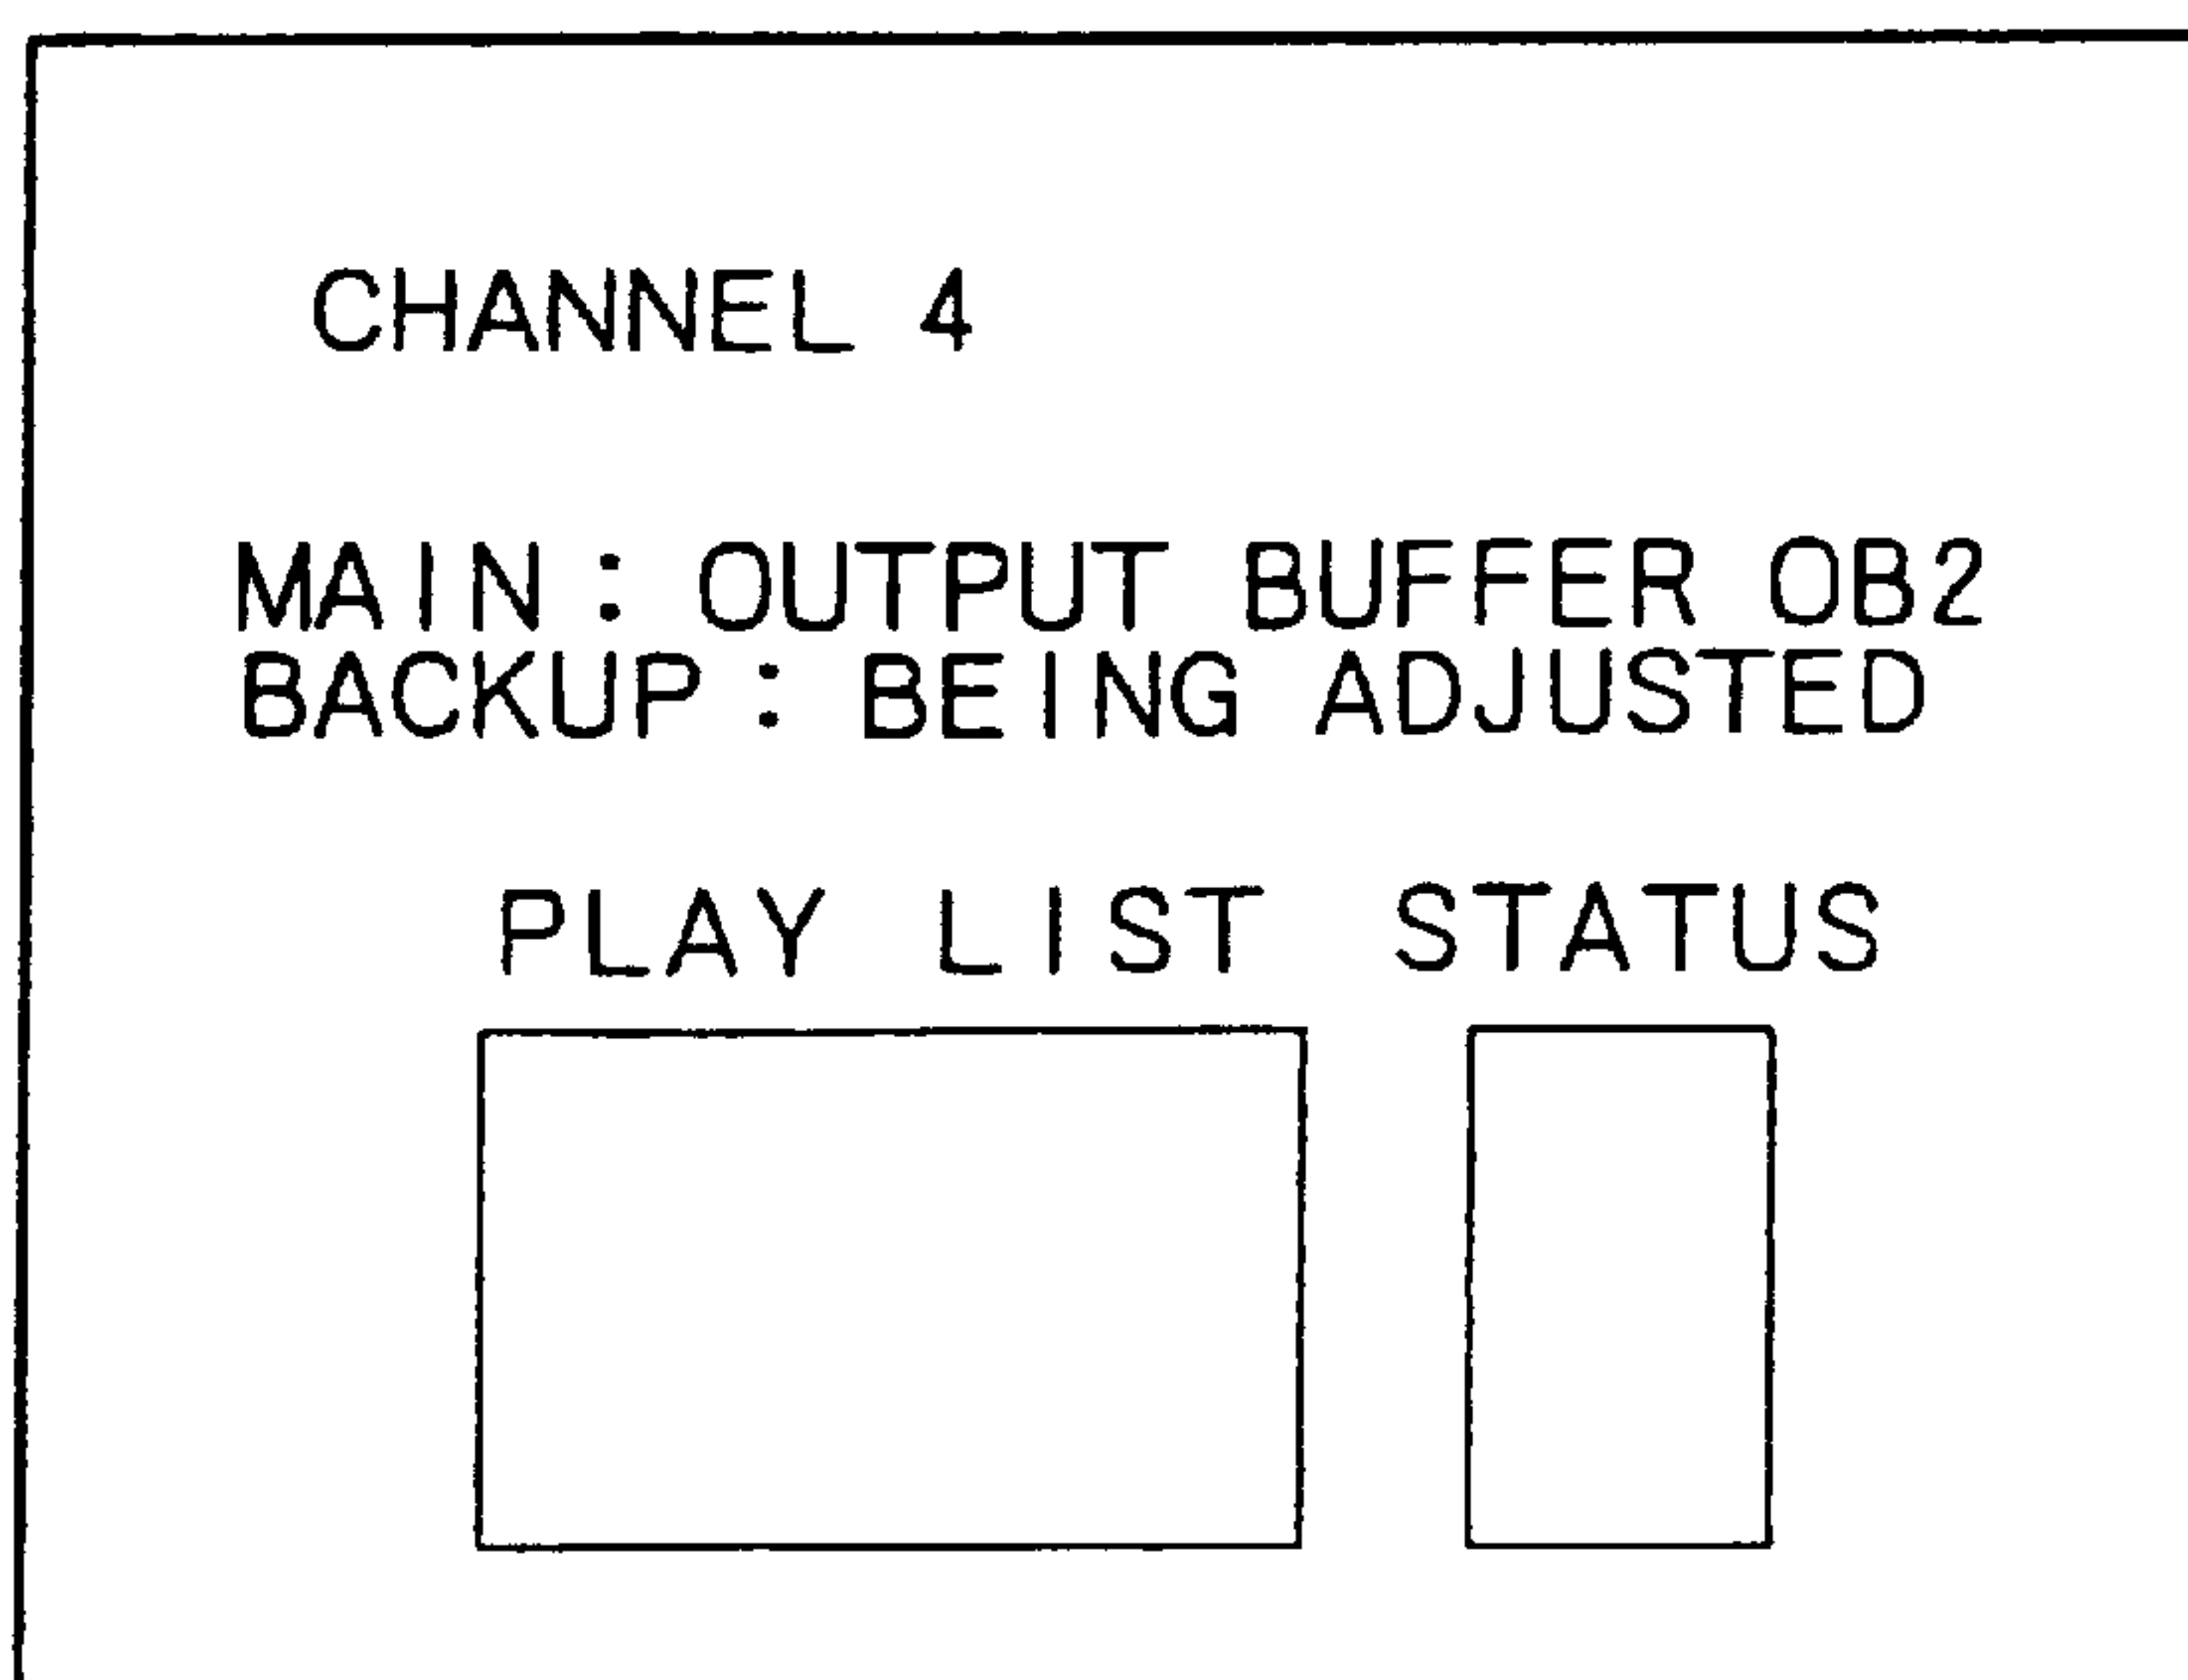 CHANNEL 4
MAIN: OUTPUT BUFFER OB2
BACKUP: BEING ADJUSTED
PLAY LIST STATUS